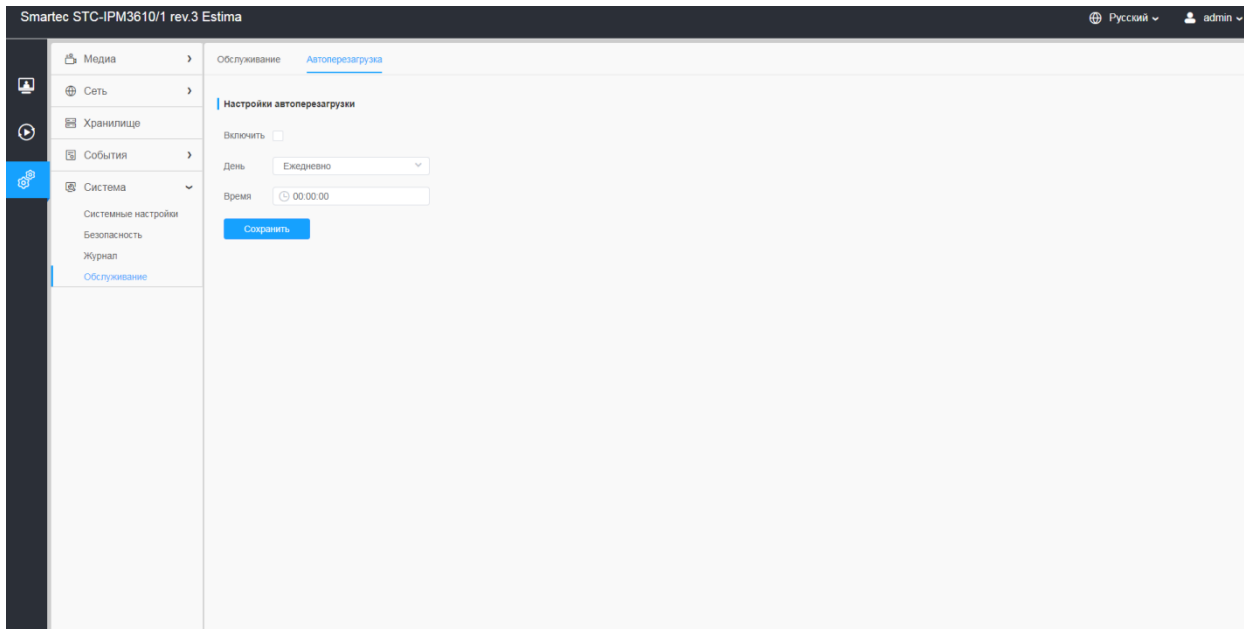 Smartec STC-IPM3610/1 rev.3 Estima
Русский
admin
Медиа
Сеть
Хранилище
События
Система
Системные настройки
Безопасность
Журнал
Обслуживание
Обслуживание
Автоперезагрузка
Настройки автоперезагрузки
Включить
День Ежедневно
Время 00:00:00
Сохранить